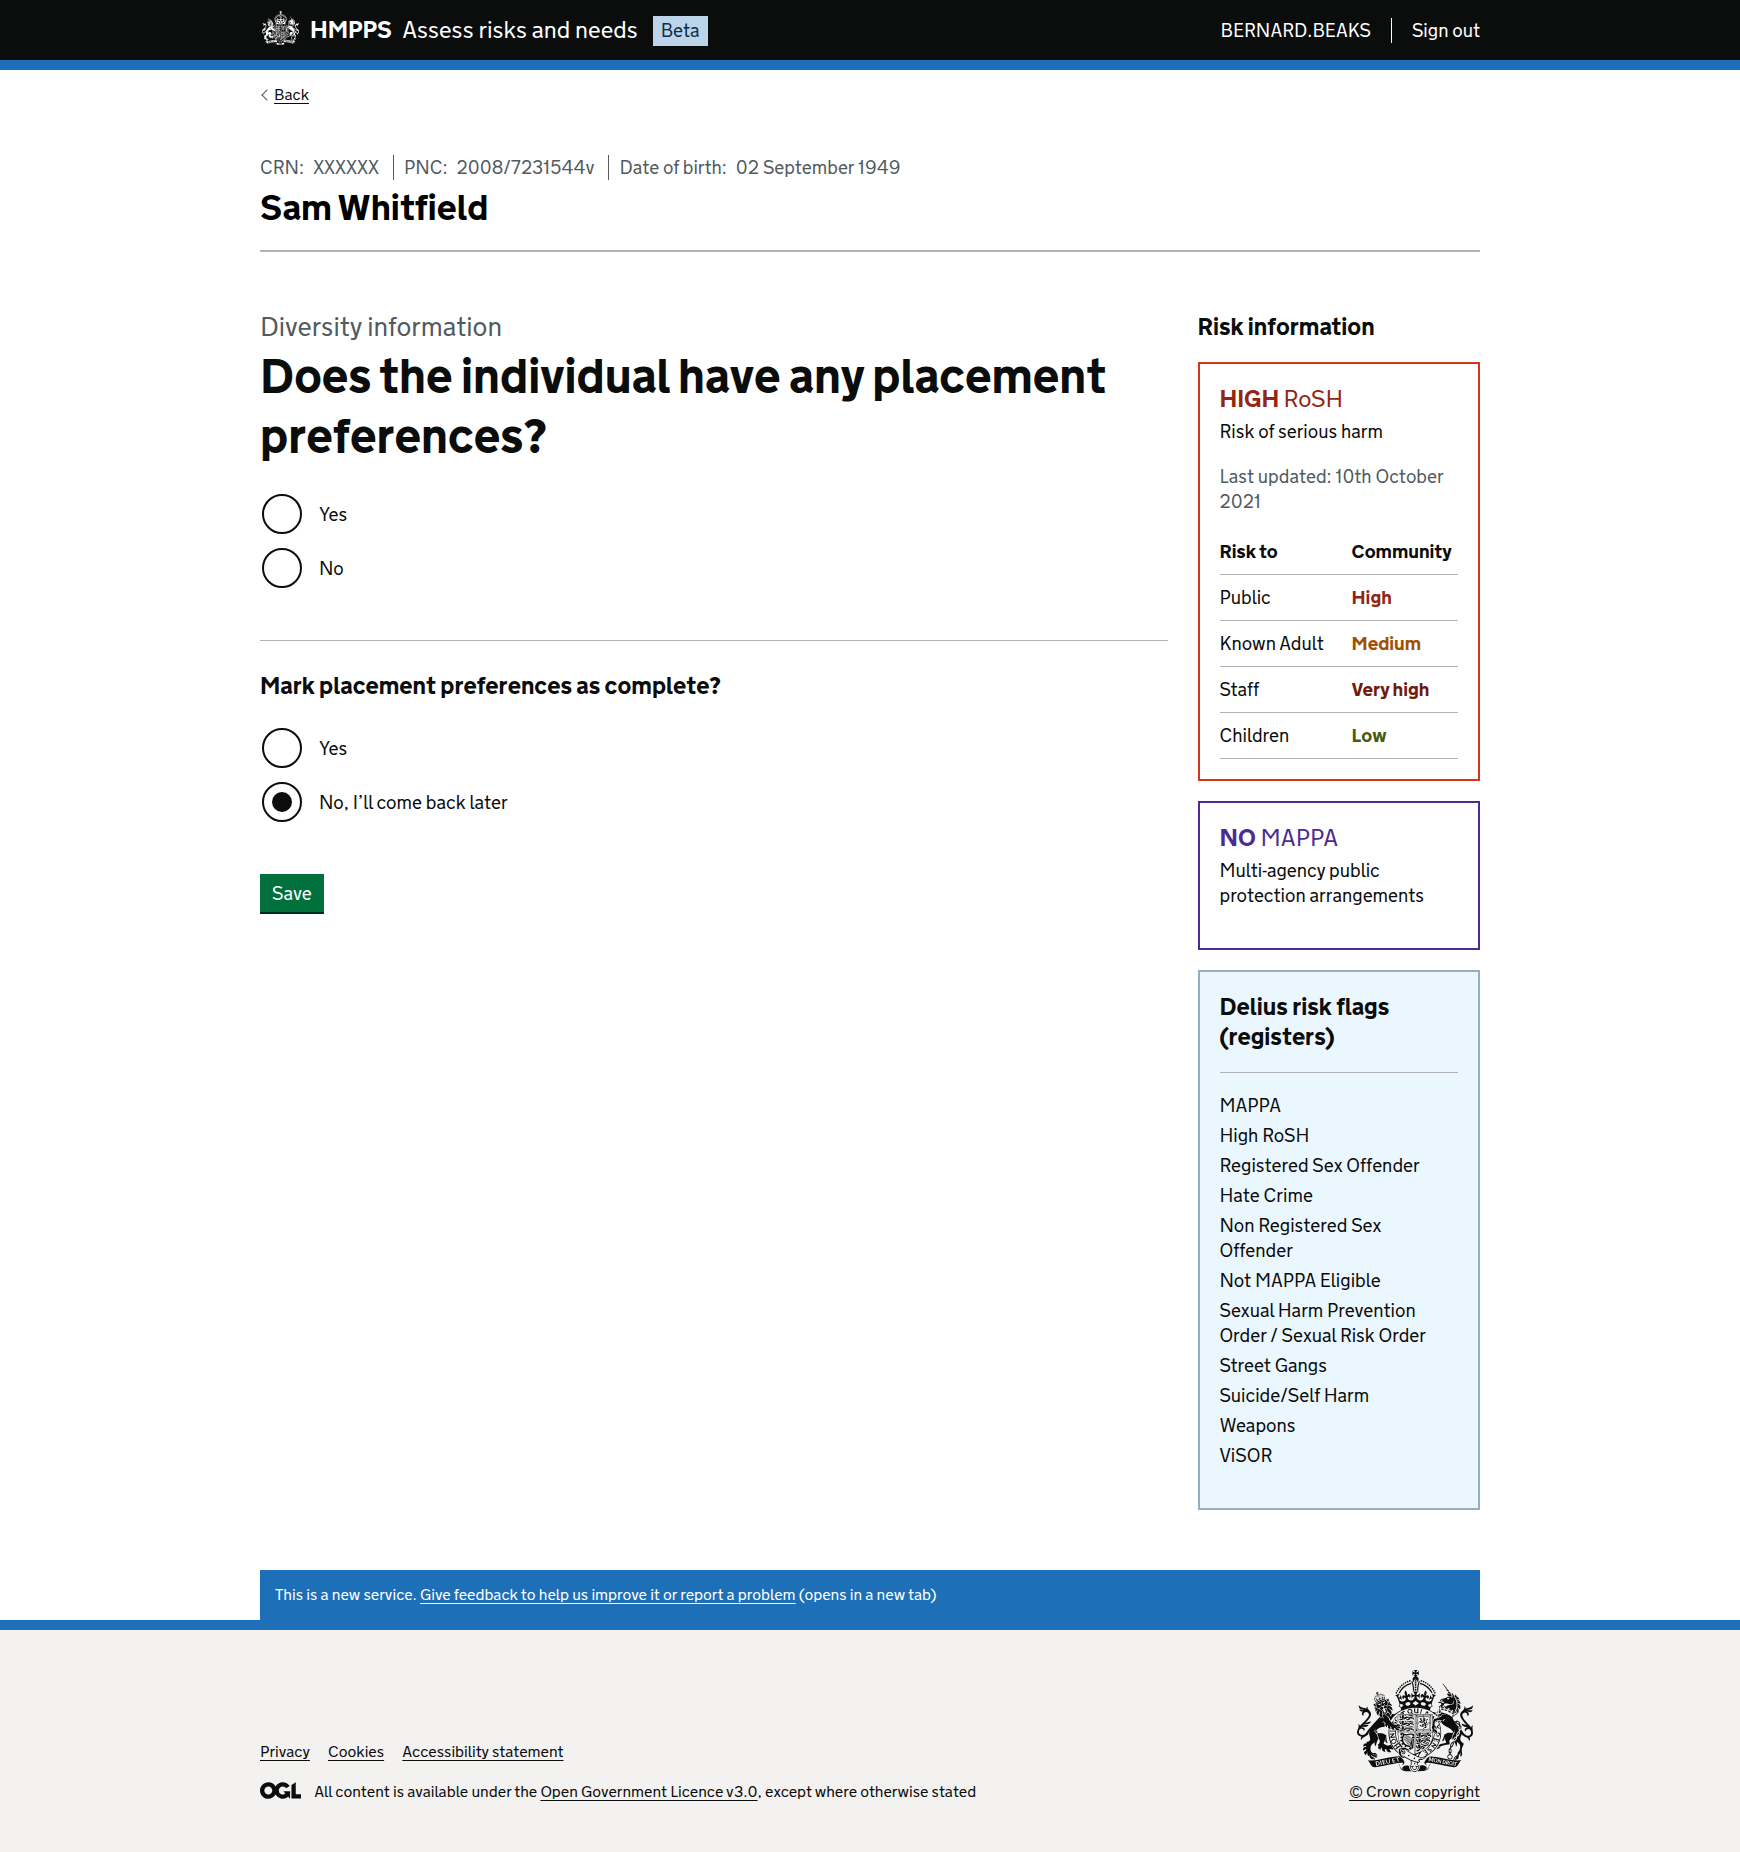 HMPPS Assess risks and needs Beta BERNARD.BEAKS Sign out
Back
CRN: XXXXXX PNC: 2008/7231544v Date of birth: 02 September 1949
Sam Whitfield
Diversity information
Does the individual have any placement
preferences?
Yes
No
Mark placement preferences as complete?
Yes
No, I’ll come back later
Save
Risk information
HIGH RoSH
Risk of serious harm
Last updated: 10th October
2021
Risk to Community
Public High
Known Adult Medium
Staff Very high
Children Low
NO MAPPA
Multi-agency public
protection arrangements
Delius risk flags
(registers)
MAPPA
High RoSH
Registered Sex Offender
Hate Crime
Non Registered Sex
Offender
Not MAPPA Eligible
Sexual Harm Prevention
Order / Sexual Risk Order
Street Gangs
Suicide/Self Harm
Weapons
ViSOR
This is a new service. Give feedback to help us improve it or report a problem (opens in a new tab)
Privacy Cookies Accessibility statement
OGL All content is available under the Open Government Licence v3.0, except where otherwise stated
© Crown copyright